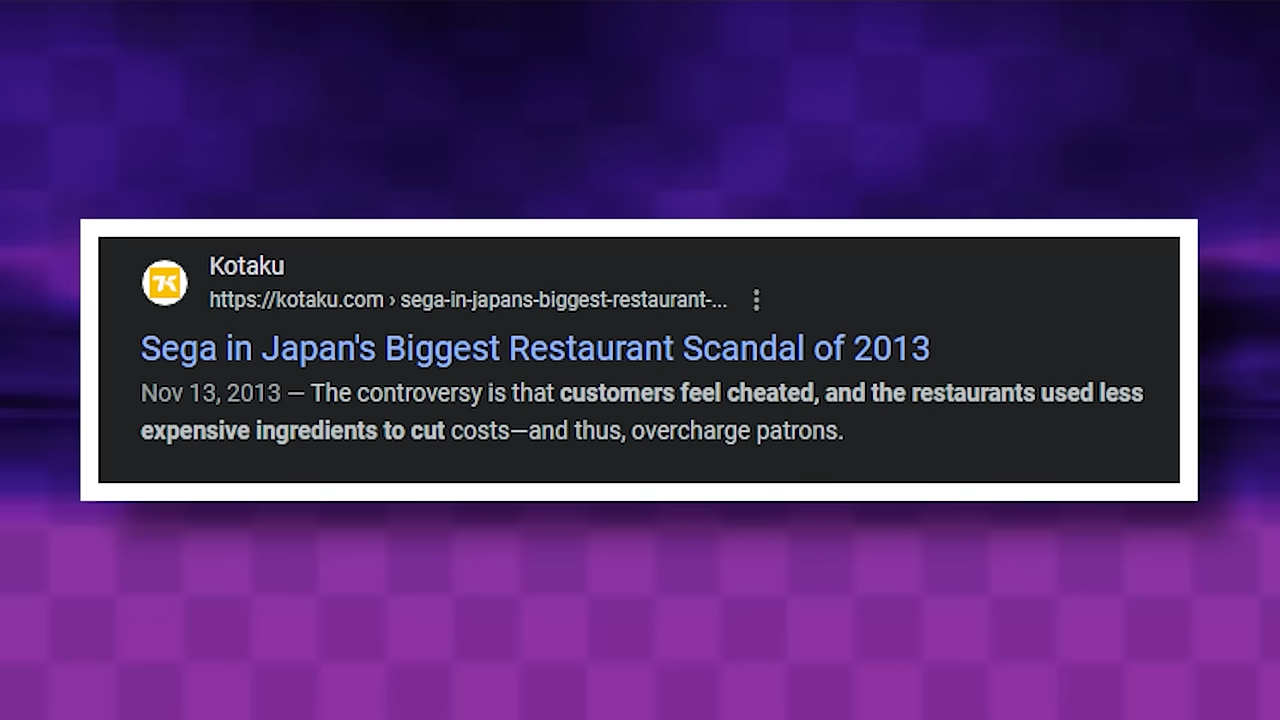 Kotaku
https://kotaku.com › sega-in-japans-biggest-restaurant-...
Sega in Japan's Biggest Restaurant Scandal of 2013
Nov 13, 2013 — The controversy is that customers feel cheated, and the restaurants used less
expensive ingredients to cut costs—and thus, overcharge patrons.